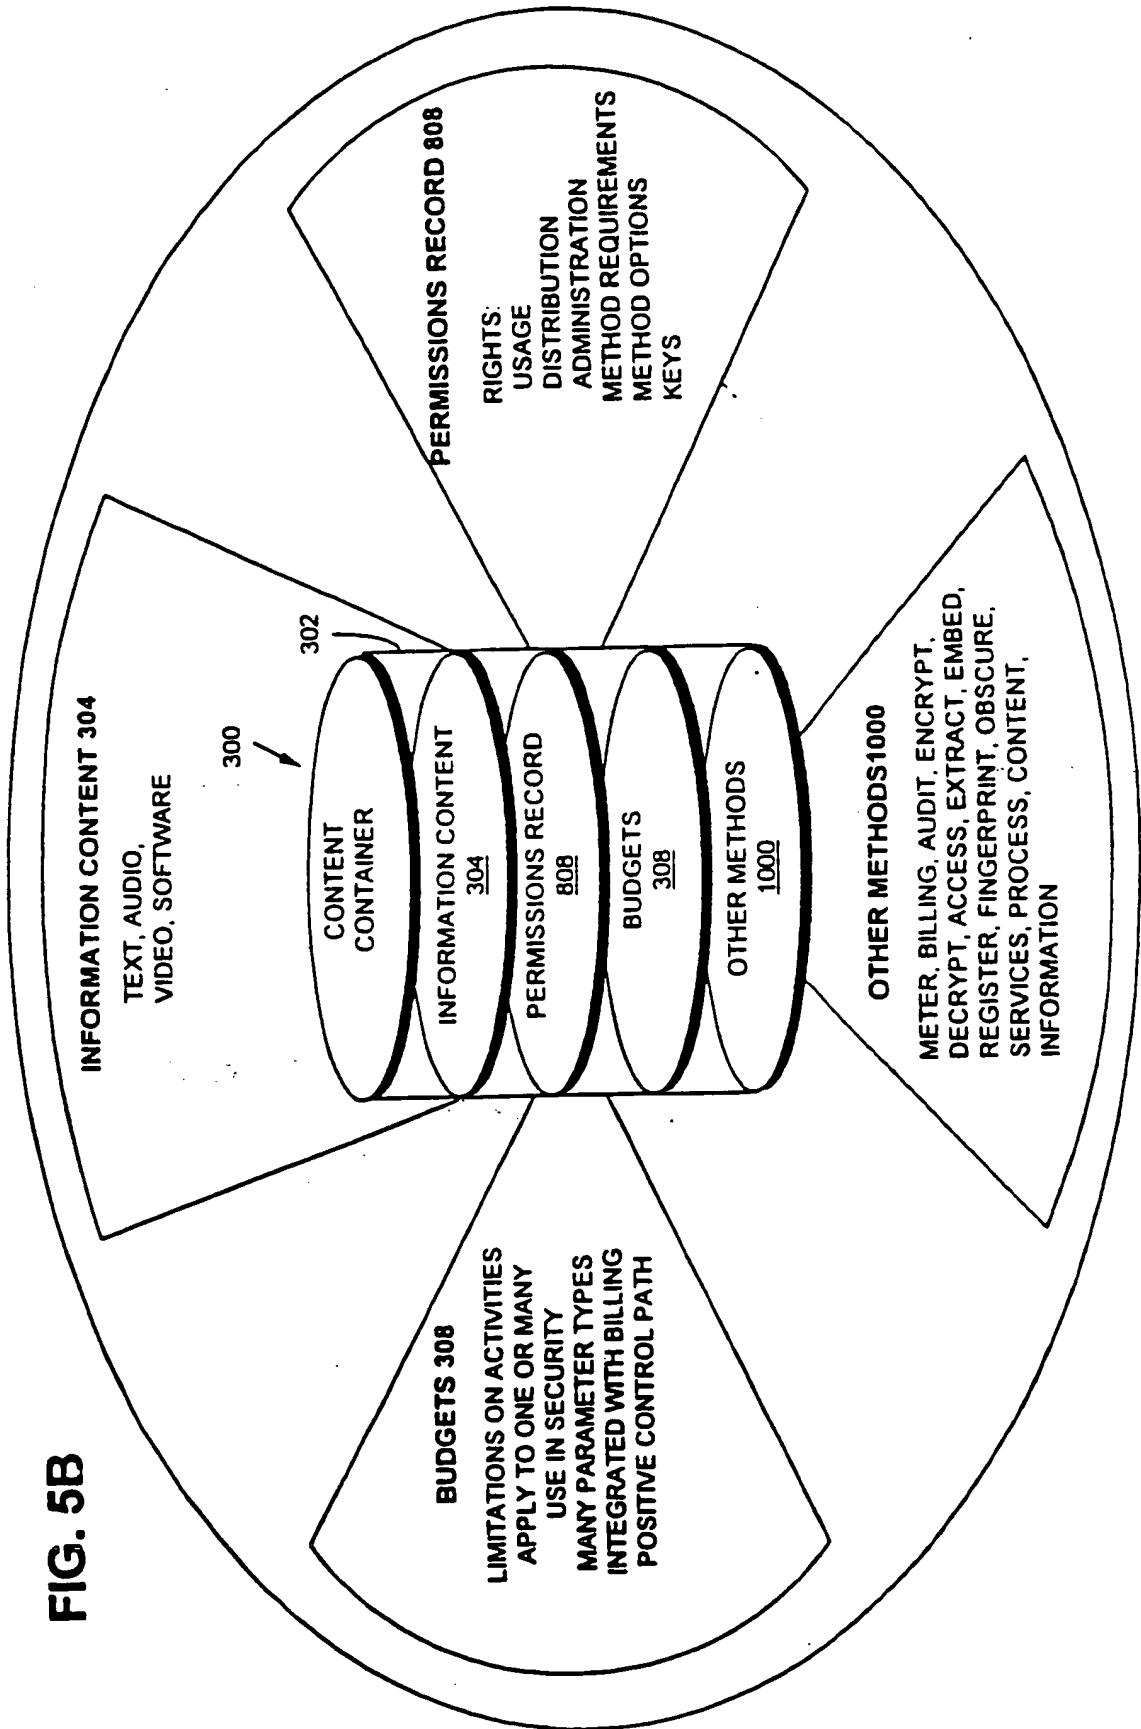 FIG. 5B
INFORMATION CONTENT 304
TEXT, AUDIO,
VIDEO, SOFTWARE
300
302
CONTENT
CONTAINER
INFORMATION CONTENT
304
PERMISSIONS RECORD
808
BUDGETS
308
OTHER METHODS
1000
BUDGETS 308
LIMITATIONS ON ACTIVITIES
APPLY TO ONE OR MANY
USE IN SECURITY
MANY PARAMETER TYPES
INTEGRATED WITH BILLING
POSITIVE CONTROL PATH
PERMISSIONS RECORD 808
RIGHTS:
USAGE
DISTRIBUTION
ADMINISTRATION
METHOD REQUIREMENTS
METHOD OPTIONS
KEYS
OTHER METHODS1000
METER, BILLING, AUDIT, ENCRYPT,
DECRYPT, ACCESS, EXTRACT, EMBED,
REGISTER, FINGERPRINT, OBSCURE,
SERVICES, PROCESS, CONTENT,
INFORMATION